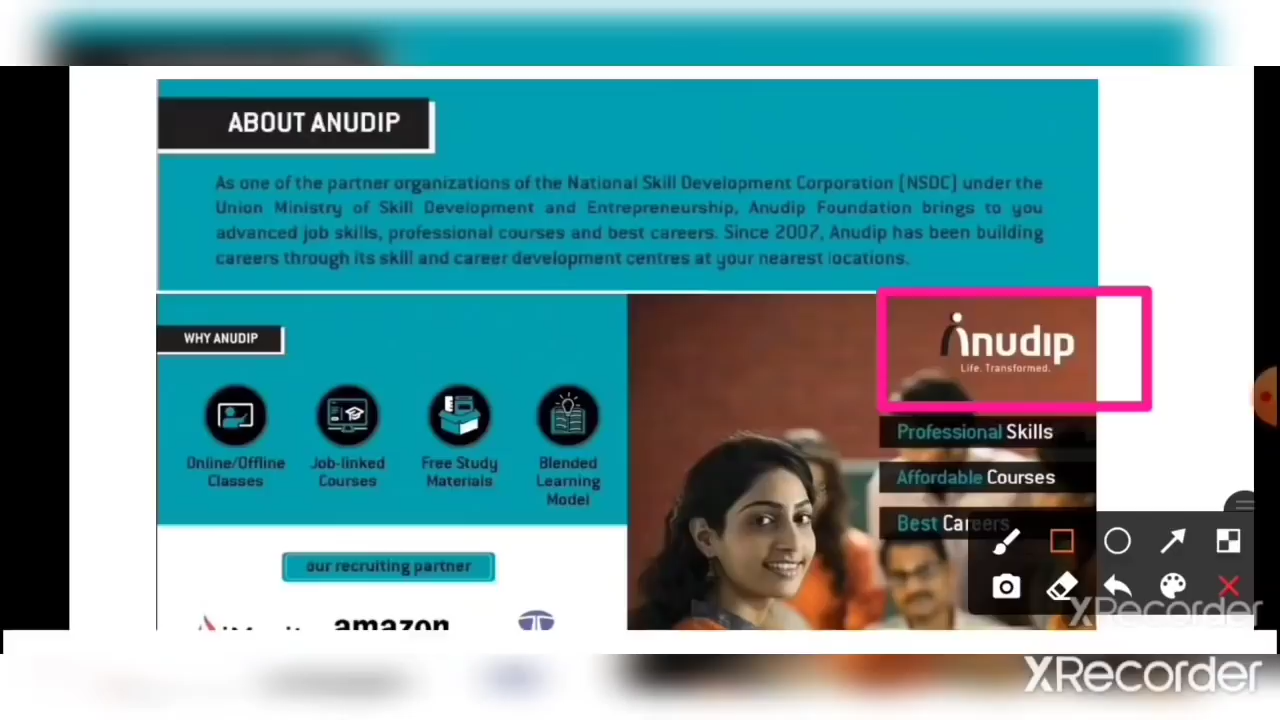 ABOUT ANUDIP
As one of the partner organizations of the National Skill Development Corporation (NSDC) under the
Union Ministry of Skill Development and Entrepreneurship, Anudip Foundation brings to you
advanced job skills, professional courses and best careers. Since 2007, Anudip has been building
careers through its skill and career development centres at your nearest locations.
WHY ANUDIP
Online/Offline
Classes
Job-linked
Courses
Free Study
Materials
Blended
Learning
Model
our recruiting partner
amazon
anudip
Life. Transformed.
Professional Skills
Affordable Courses
Best Careers
XRecorder
XRecorder